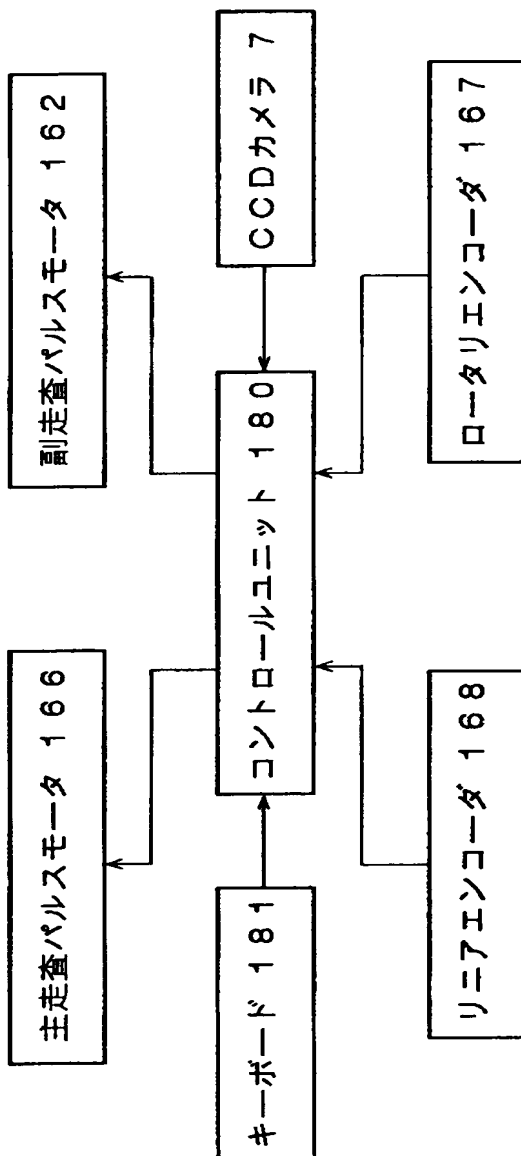 主走査パルスモータ 166
副走査パルスモータ 162
キーボード 181
コントロールユニット 180
CCDカメラ 7
リニアエンコーダ 168
ロータリエンコーダ 167